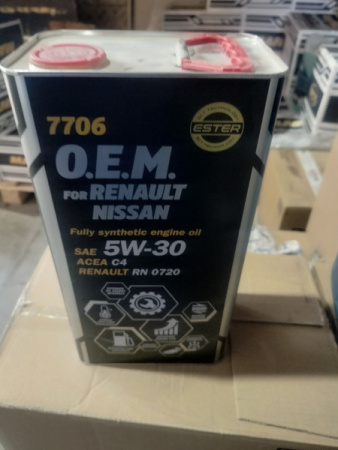 7706
ESTER
O.E.M.
FOR RENAULT
NISSAN
Fully synthetic engine oil
SAE 5W-30
ACEA C4
RENAULT RN 0720